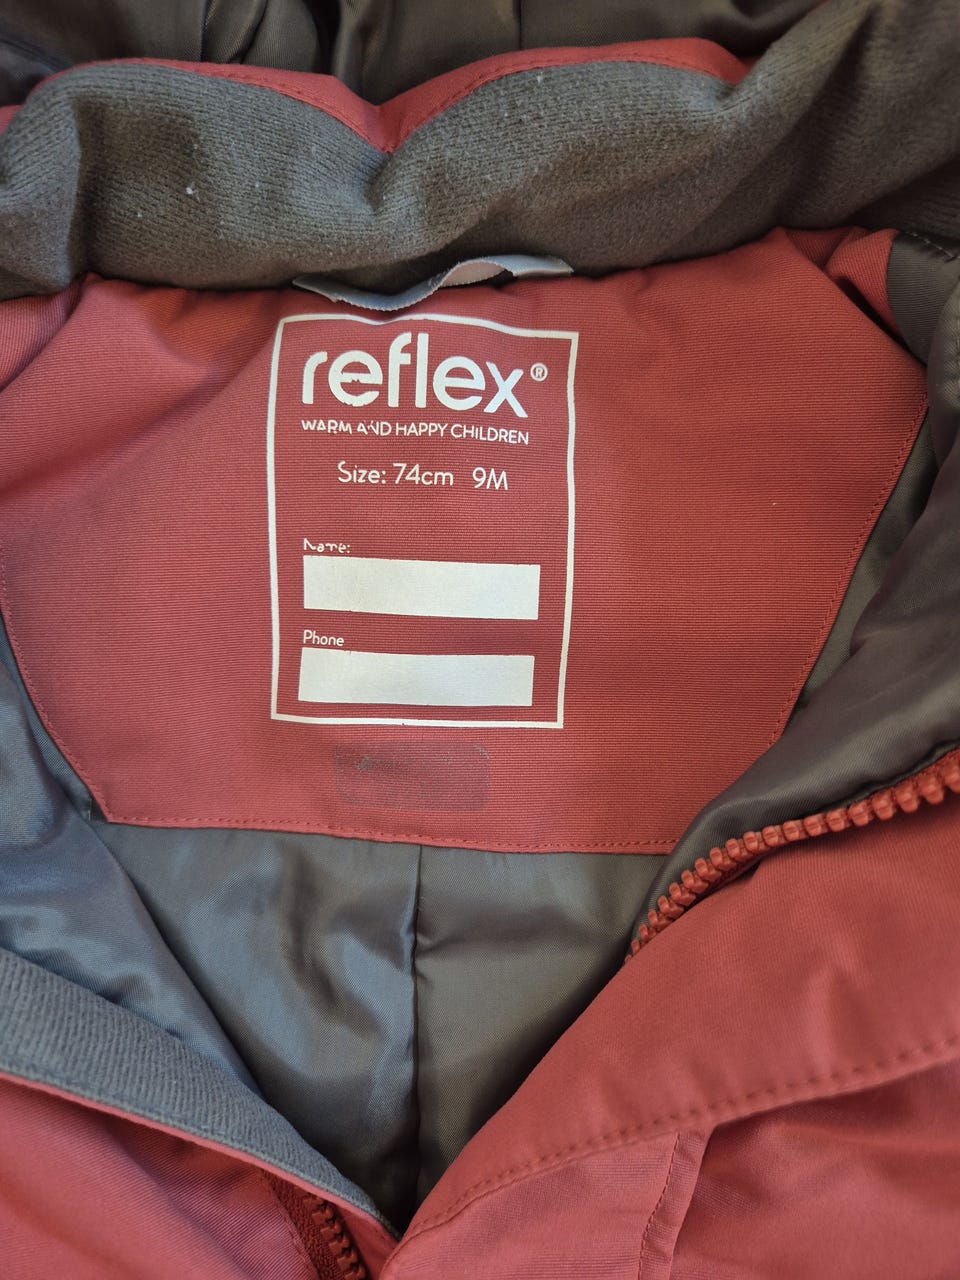 reflex®
WARM AND HAPPY CHILDREN
Size: 74cm 9M
Name:
Phone